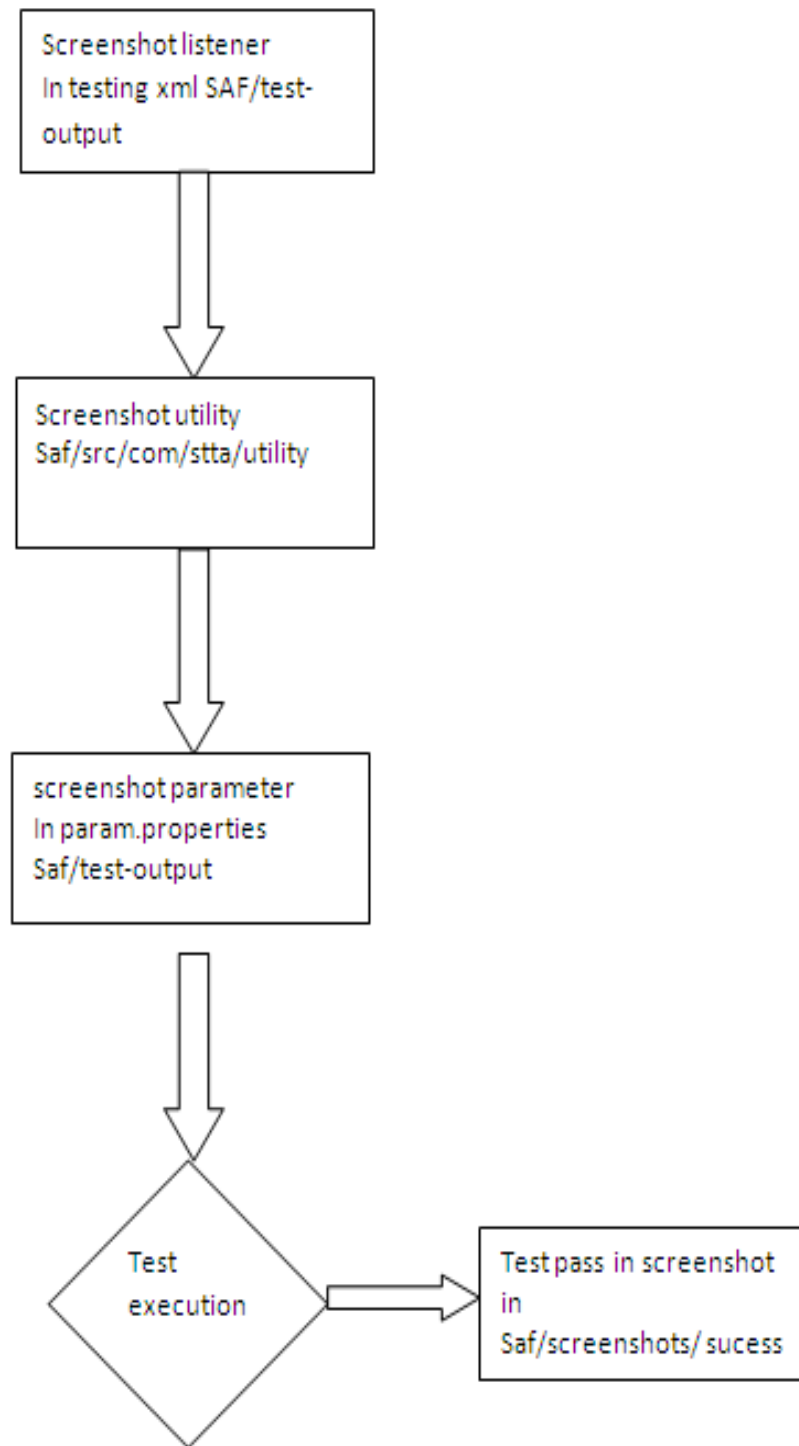 Screenshot listener
In testing xml SAF/test-
output
Screenshot utility
Saf/src/com/stta/utility
screenshot parameter
In param.properties
Saf/test-output
Test
execution
Test pass in screenshot
in
Saf/screenshots/ sucess